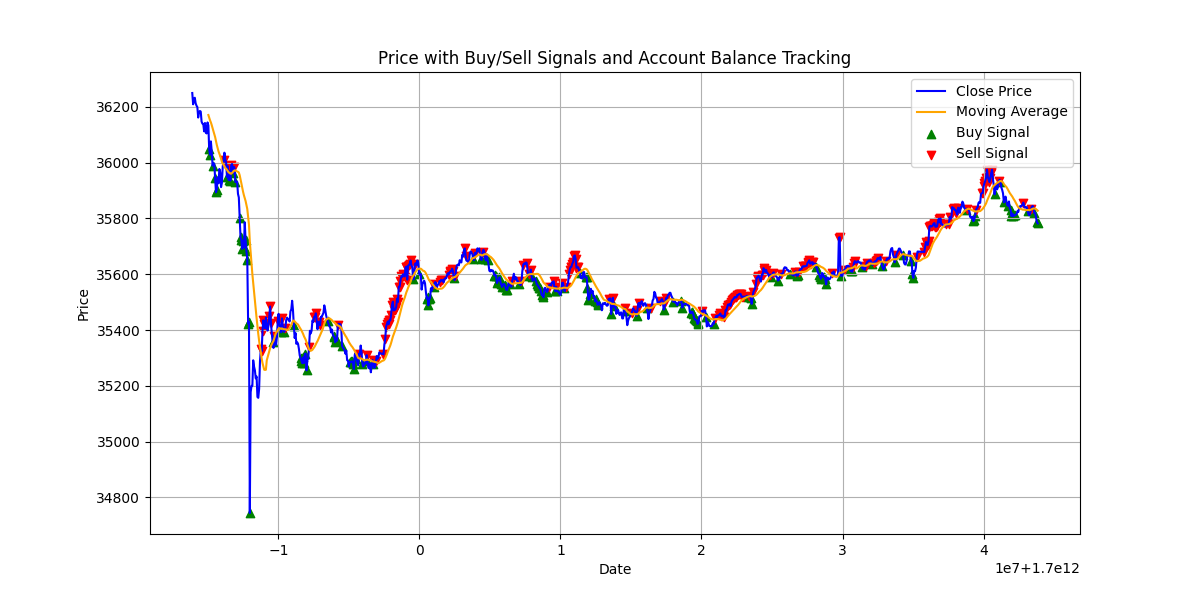 Price with Buy/Sell Signals and Account Balance Tracking
Close Price
Moving Average
Buy Signal
Sell Signal
Price
36200
36000
35800
35600
35400
35200
35000
34800
−1 0 1 2 3 4
1e7+1.7e12
Date